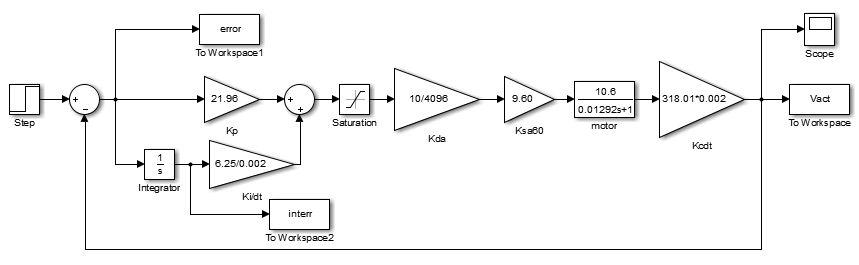 error
To Workspace1
Scope
Step
+
−
21.96
Kp
+
+
Saturation
10/4096
Kda
9.60
Ksa60
10.6
0.01292s+1
motor
318.01*0.002
Kcdt
Vact
To Workspace
1
s
Integrator
6.25/0.002
Ki/dt
interr
To Workspace2